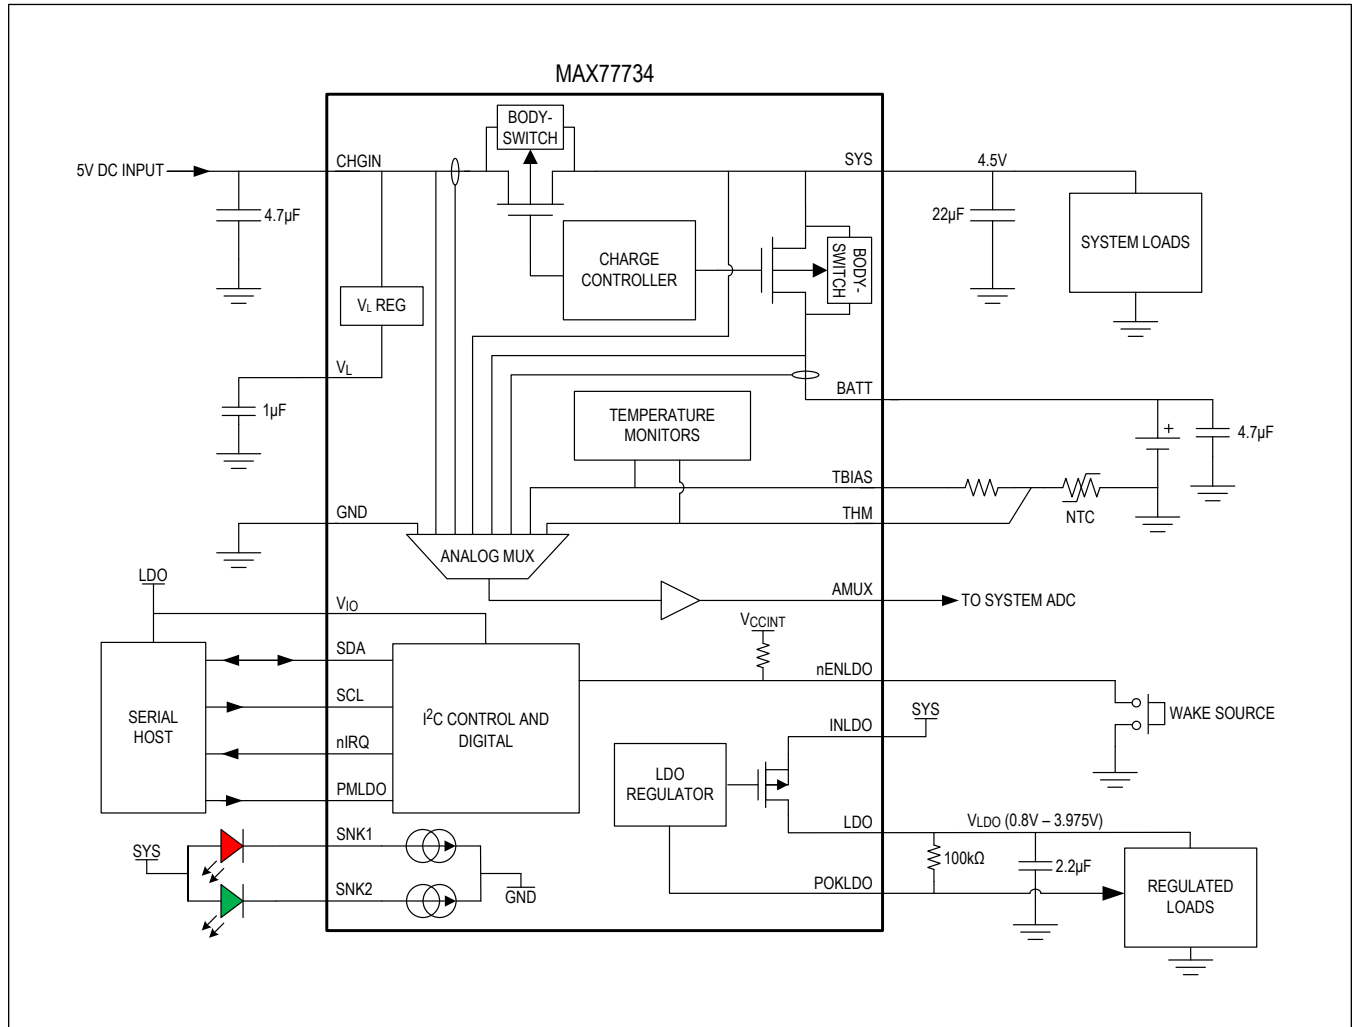 MAX77734
BODY-
SWITCH
5V DC INPUT
CHGIN
SYS
4.5V
4.7µF
22µF
SYSTEM LOADS
CHARGE
CONTROLLER
BODY-
SWITCH
VL REG
VL
1µF
BATT
TEMPERATURE
MONITORS
+
4.7µF
TBIAS
NTC
GND
THM
ANALOG MUX
LDO
AMUX
TO SYSTEM ADC
VIO
VCCINT
SDA
nENLDO
SCL
SERIAL
HOST
I2C CONTROL AND
DIGITAL
WAKE SOURCE
SYS
INLDO
nIRQ
LDO
REGULATOR
PMLDO
LDO
VLDO (0.8V – 3.975V)
SNK1
SYS
100kΩ
2.2µF
SNK2
GND
POKLDO
REGULATED
LOADS